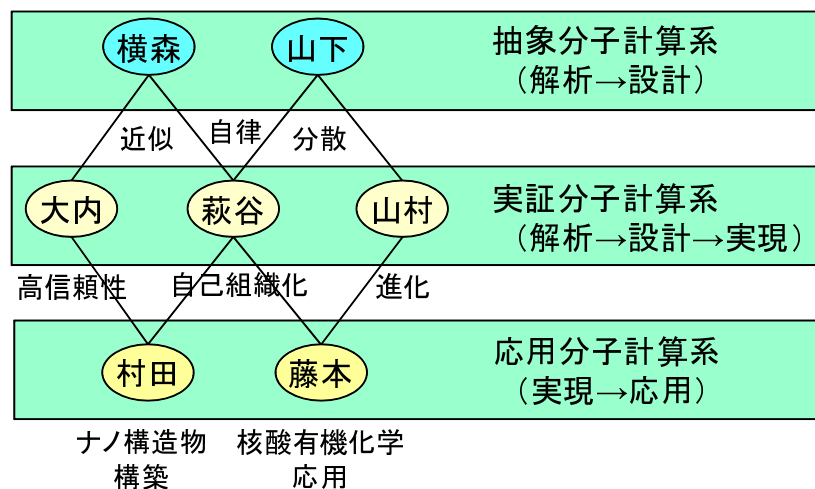 横森
山下
抽象分子計算系
（解析→設計）
近似
自律
分散
大内
萩谷
山村
実証分子計算系
（解析→設計→実現）
高信頼性
自己組織化
進化
村田
藤本
応用分子計算系
（実現→応用）
ナノ構造物
構築
核酸有機化学
応用